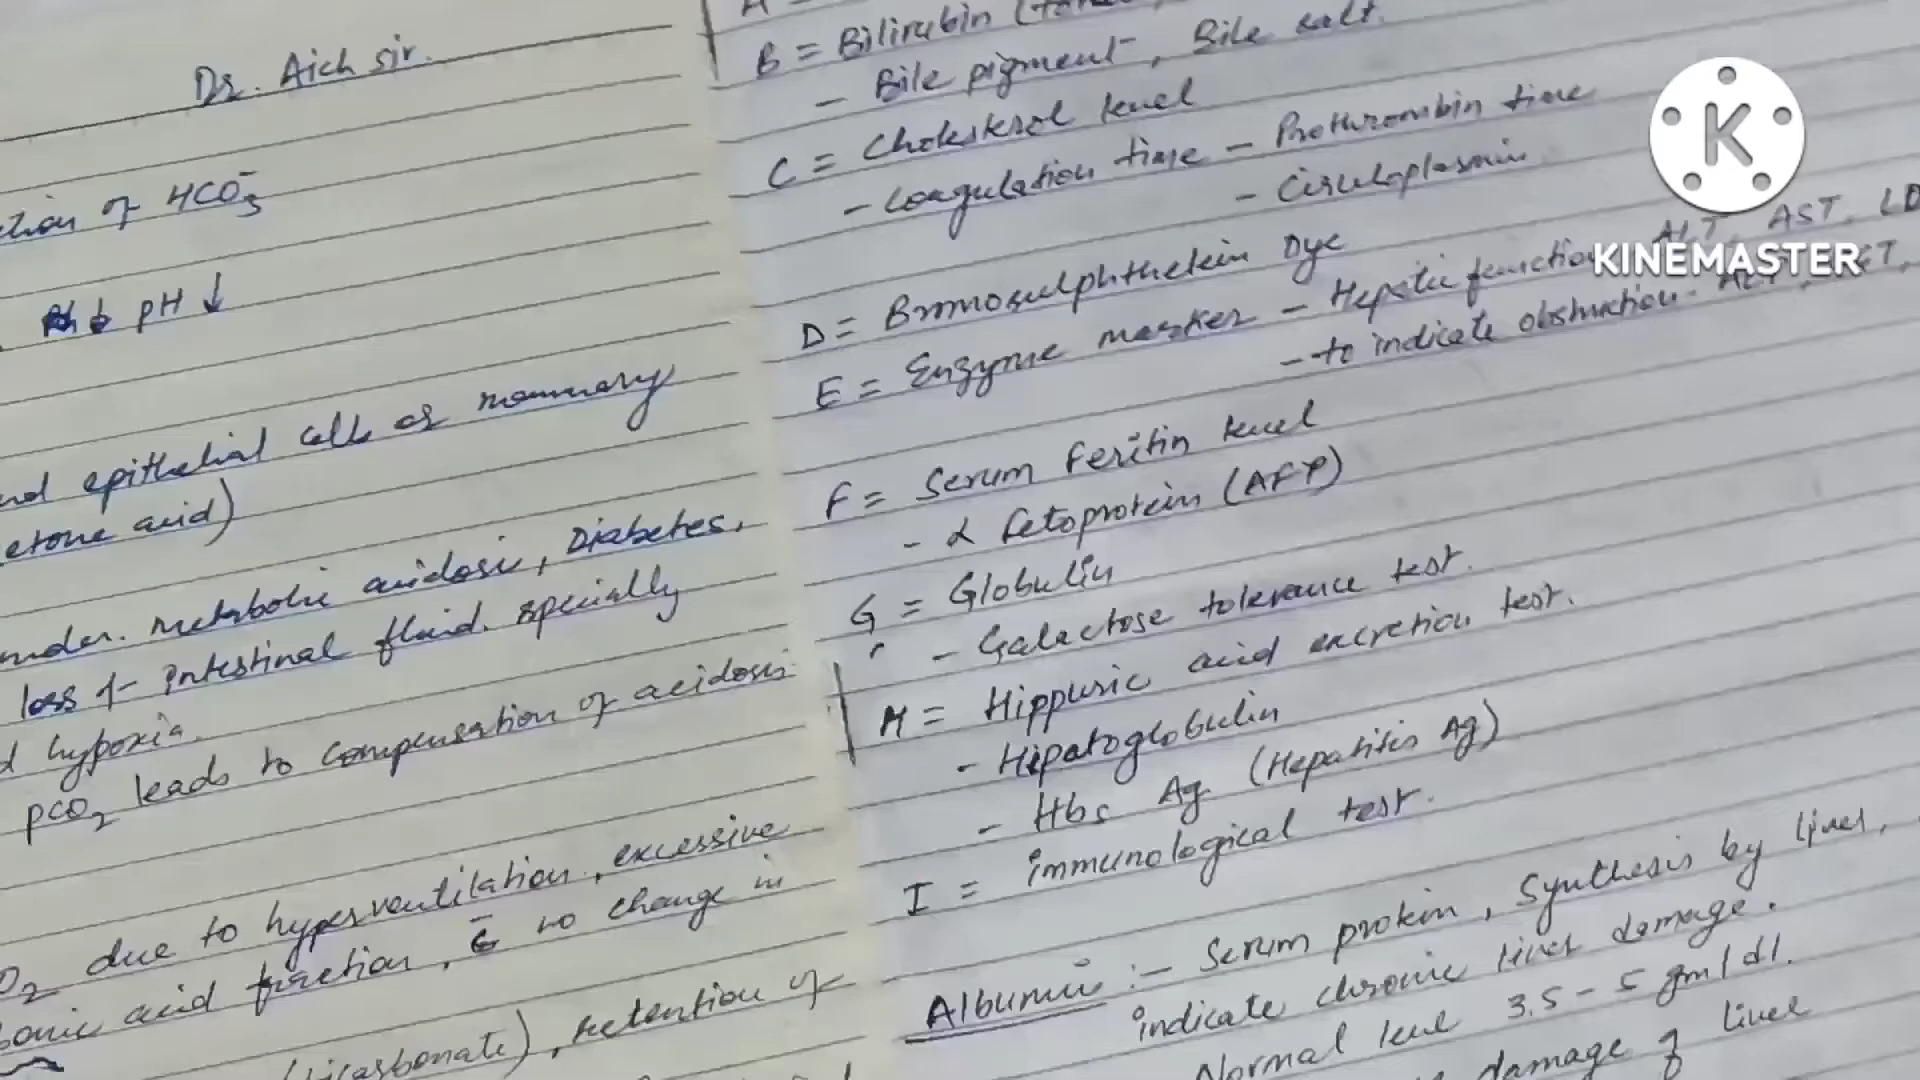 Dr. Aich sir.
of HCO3-
pH ↓
epithelial cells of mammary
acid)
metabolic acidosis, Diabetes.
loss of intestinal fluid. specially
hypoxia.
pCO2 leads to compensation of acidosis
due to hyperventilation, excessive
acid fraction, c̄ no change in
retention of
B = Bilirubin
- Bile pigment, Bile salt.
C = Cholesterol level
- Coagulation time - Prothrombin time
- Ciruloplasmin
D = Bromosulphthelein Dye
E = Enzyme marker - Hepatic function ALT, AST,
- to indicate obstruction.
F = Serum Feritin level
- α Fetoprotein (AFP)
G = Globulin
- Galactose tolerance test.
H = Hippuric acid excretion test.
- Hepatoglobulin
- Hbs Ag (Hepatitis Ag)
I = immunological test.
Albumin :- Serum protein, Synthesis by liver,
indicate chronic liver damage.
Normal level 3.5 - 5 gm/dl.
damage of liver
K
KINEMASTER